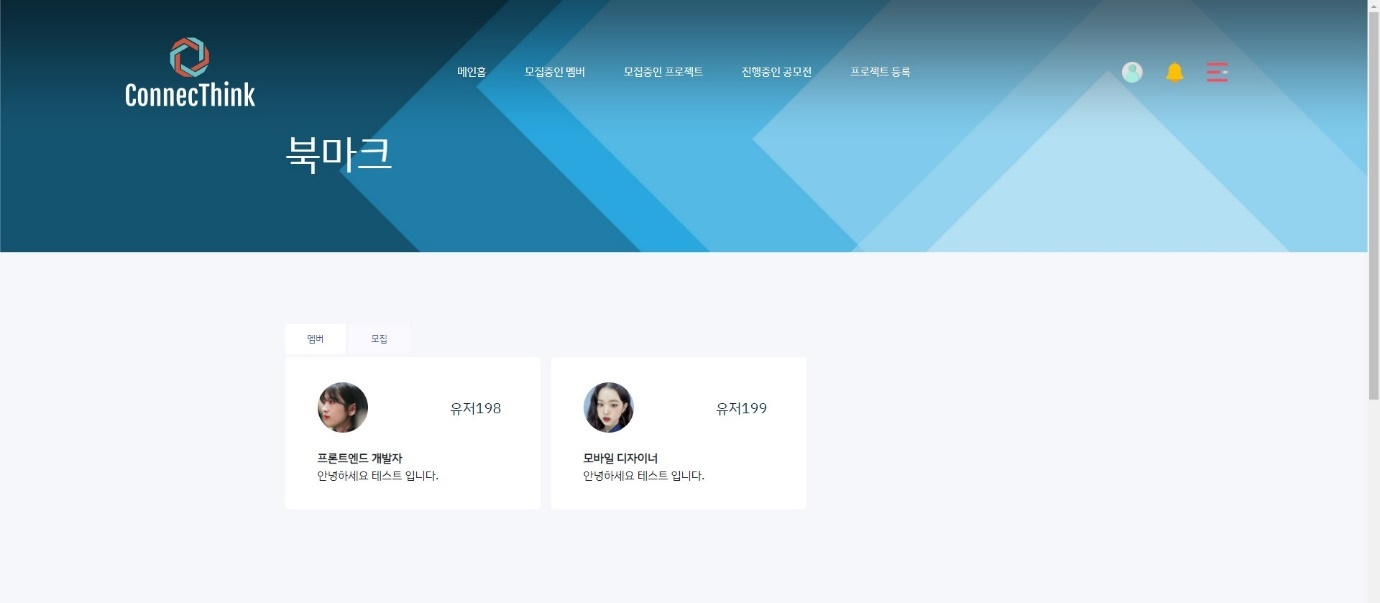 메인홈 모집중인 멤버 모집중인 프로젝트 진행중인 공모전 프로젝트 등록
ConnecThink
북마크
멤버 모집
유저198
프론트엔드 개발자
안녕하세요 테스트 입니다.
유저199
모바일 디자이너
안녕하세요 테스트 입니다.